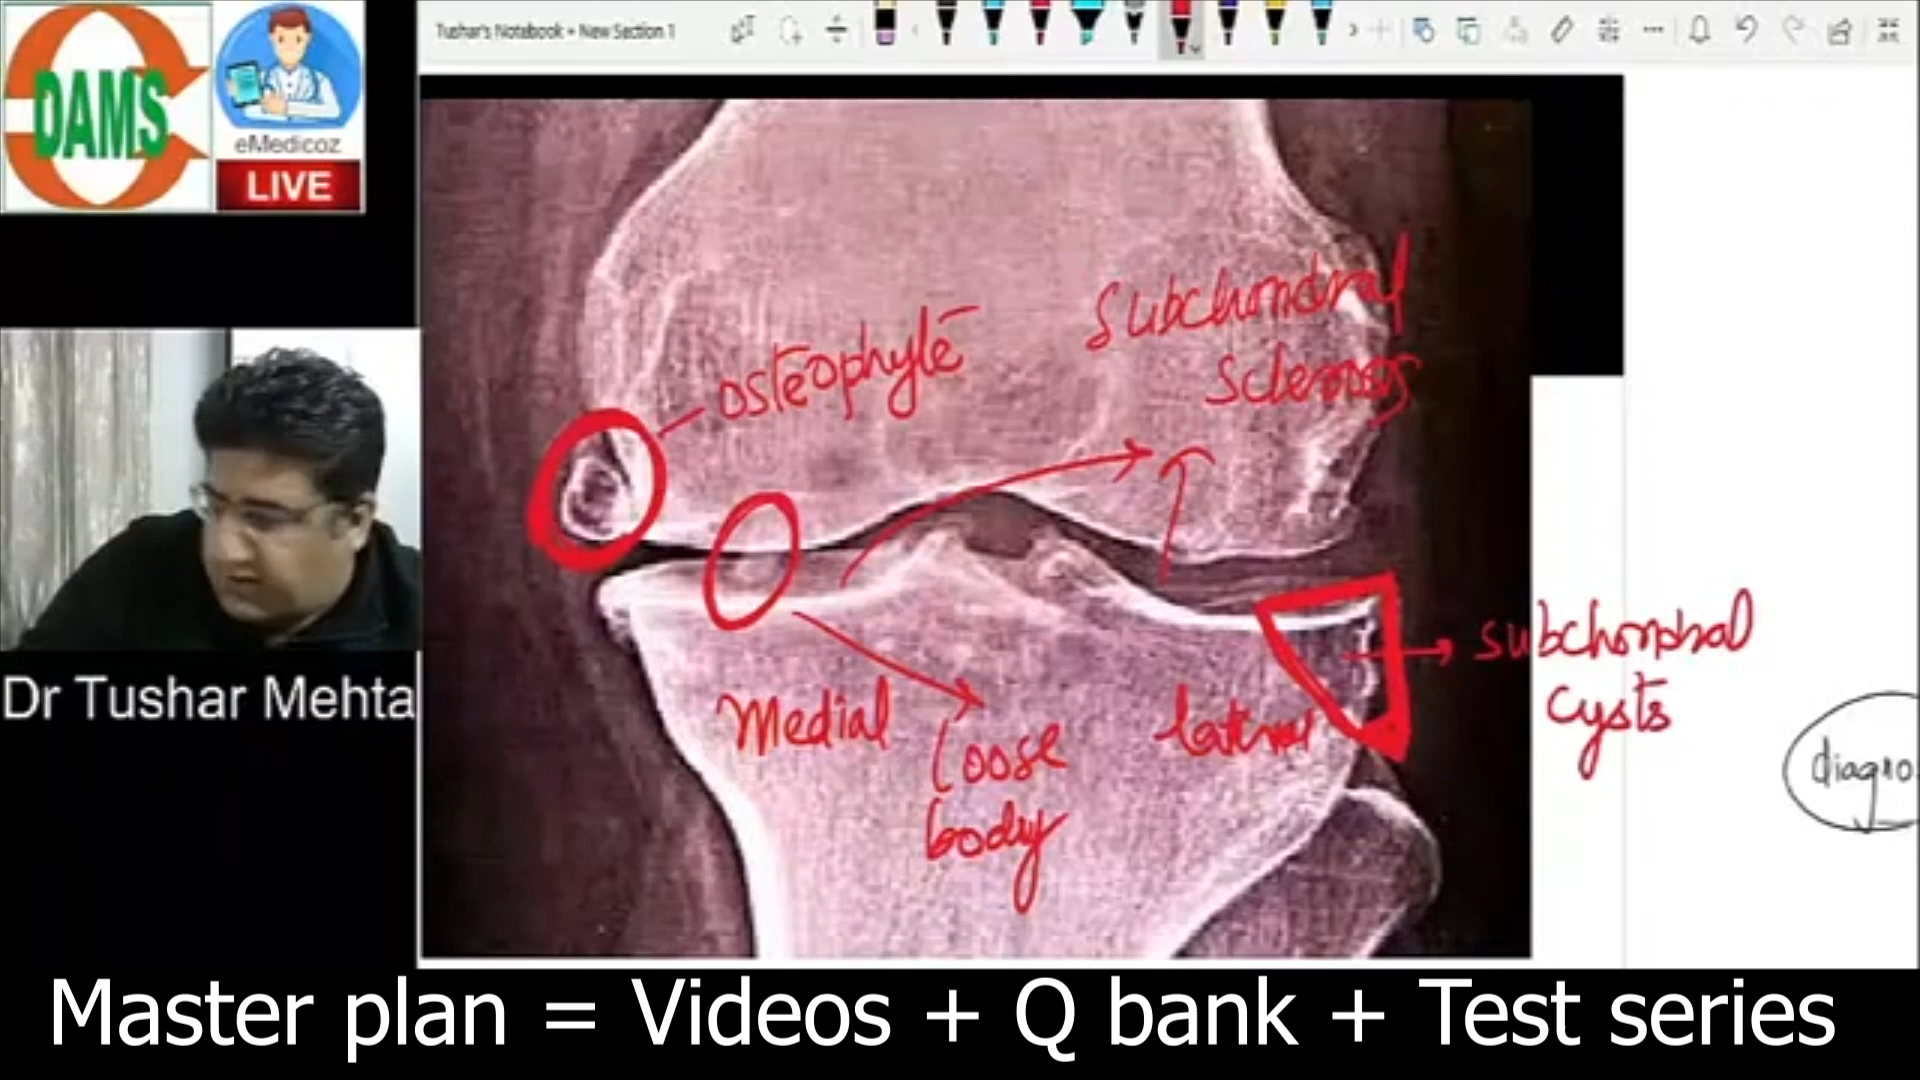 DAMS
eMedicoz
LIVE
Tushar's Notebook • New Section 1
osteophyte
Subchondral
Sclerosis
Medial
loose
body
lateral
Subchondral
cysts
diagno
Dr Tushar Mehta
Master plan = Videos + Q bank + Test series